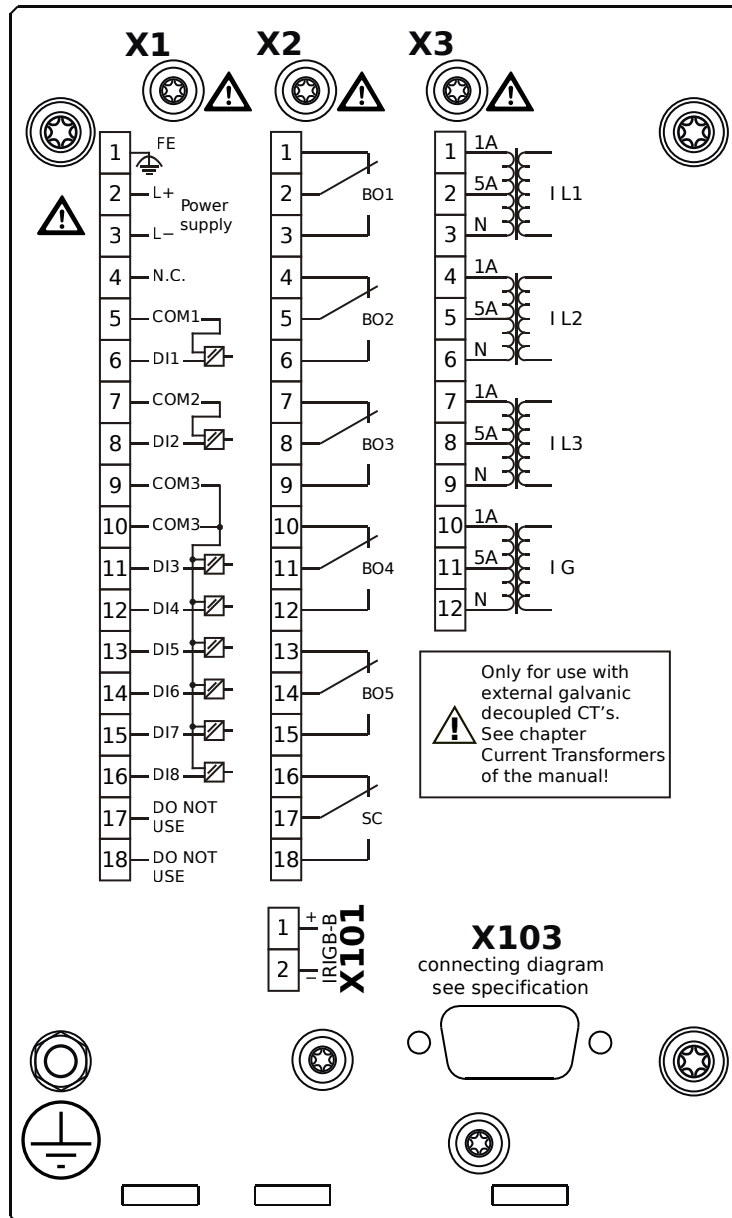 X1 X2 X3
1 FE
2 L+
3 L−
Power
supply
4 N.C.
5 COM1
6 DI1
7 COM2
8 DI2
9 COM3
10 COM3
11 DI3
12 DI4
13 DI5
14 DI6
15 DI7
16 DI8
17 DO NOT
USE
18 DO NOT
USE
1
2 BO1
3
4
5 BO2
6
7
8 BO3
9
10
11 BO4
12
13
14 BO5
15
16
17 SC
18
1 1A
2 5A I L1
3 N
4 1A
5 5A I L2
6 N
7 1A
8 5A I L3
9 N
10 1A
11 5A I G
12 N
Only for use with
external galvanic
decoupled CT's.
See chapter
Current Transformers
of the manual!
1 +
2 −
IRIGB-B
X101
X103
connecting diagram
see specification